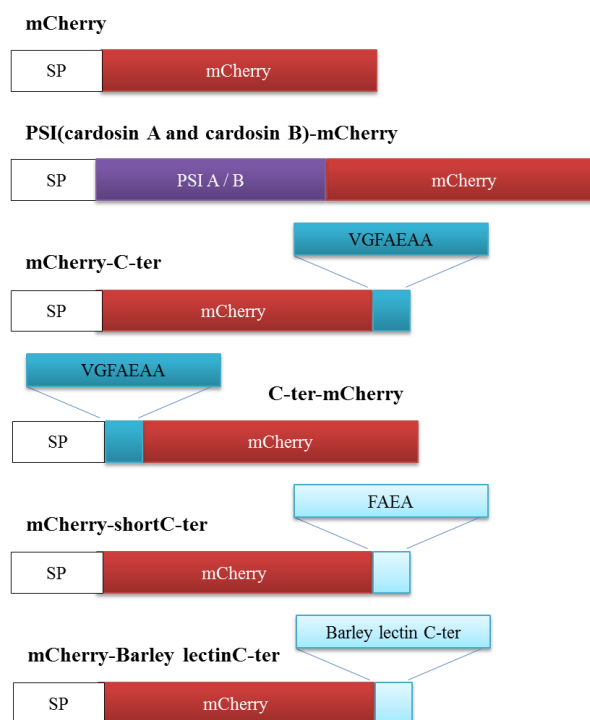 mCherry
SP mCherry
PSI(cardosin A and cardosin B)-mCherry
SP PSI A / B mCherry
VGFAEAA
mCherry-C-ter
SP mCherry
VGFAEAA
C-ter-mCherry
SP mCherry
FAEA
mCherry-shortC-ter
SP mCherry
Barley lectin C-ter
mCherry-Barley lectinC-ter
SP mCherry